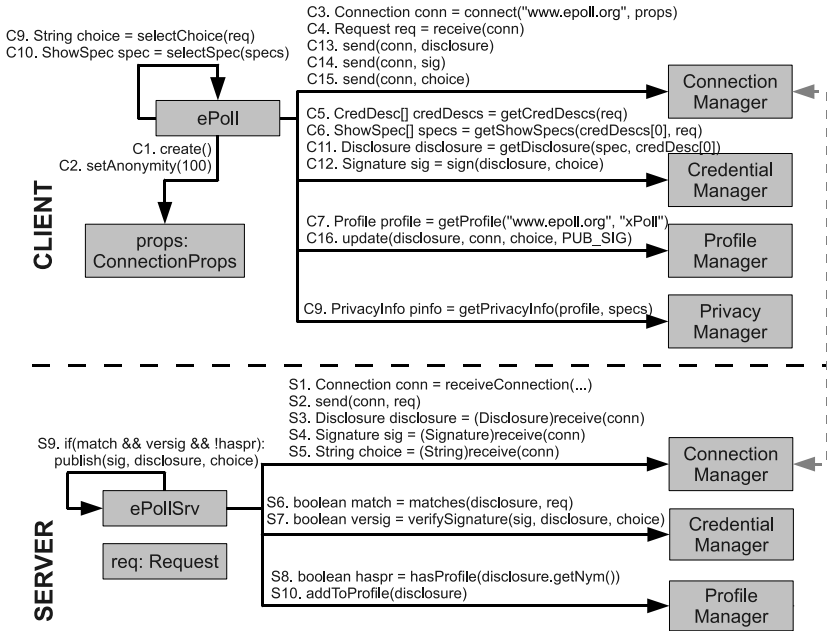 C9. String choice = selectChoice(req)
C10. ShowSpec spec = selectSpec(specs)
ePoll
C1. create()
C2. setAnonymity(100)
props:
ConnectionProps
CLIENT
C3. Connection conn = connect("www.epoll.org", props)
C4. Request req = receive(conn)
C13. send(conn, disclosure)
C14. send(conn, sig)
C15. send(conn, choice)
Connection
Manager
C5. CredDesc[] credDescs = getCredDescs(req)
C6. ShowSpec[] specs = getShowSpecs(credDescs[0], req)
C11. Disclosure disclosure = getDisclosure(spec, credDesc[0])
C12. Signature sig = sign(disclosure, choice)
Credential
Manager
C7. Profile profile = getProfile("www.epoll.org", "xPoll")
C16. update(disclosure, conn, choice, PUB_SIG)
Profile
Manager
C9. PrivacyInfo pinfo = getPrivacyInfo(profile, specs)
Privacy
Manager
S9. if(match && versig && !haspr):
publish(sig, disclosure, choice)
ePollSrv
req: Request
SERVER
S1. Connection conn = receiveConnection(...)
S2. send(conn, req)
S3. Disclosure disclosure = (Disclosure)receive(conn)
S4. Signature sig = (Signature)receive(conn)
S5. String choice = (String)receive(conn)
Connection
Manager
S6. boolean match = matches(disclosure, req)
S7. boolean versig = verifySignature(sig, disclosure, choice)
Credential
Manager
S8. boolean haspr = hasProfile(disclosure.getNym())
S10. addToProfile(disclosure)
Profile
Manager